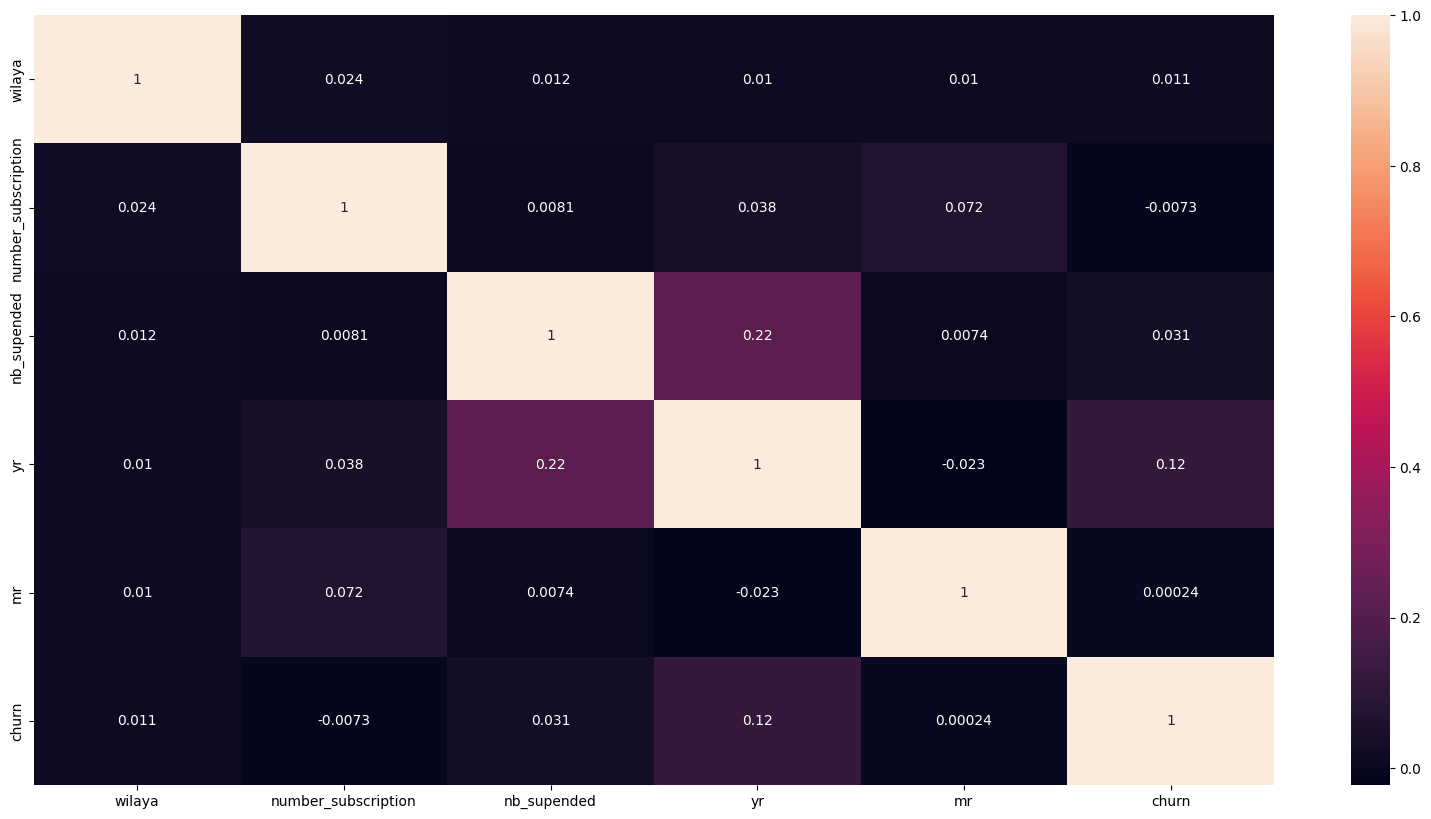 wilaya 1 0.024 0.012 0.01 0.01 0.011
number_subscription 0.024 1 0.0081 0.038 0.072 -0.0073
nb_supended 0.012 0.0081 1 0.22 0.0074 0.031
yr 0.01 0.038 0.22 1 -0.023 0.12
mr 0.01 0.072 0.0074 -0.023 1 0.00024
churn 0.011 -0.0073 0.031 0.12 0.00024 1
wilaya number_subscription nb_supended yr mr churn
1.0
0.8
0.6
0.4
0.2
0.0